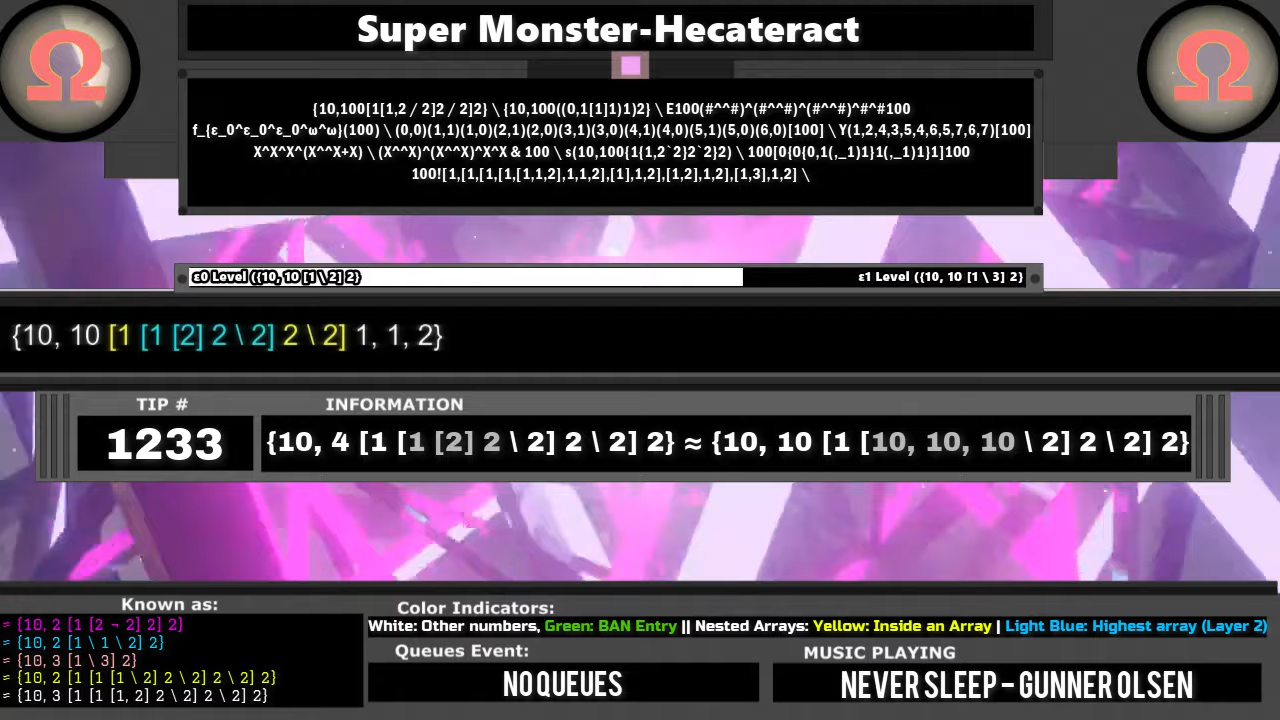 Super Monster-Hecateract
Ω
Ω
{10,100[1[1,2 / 2]2 / 2]2} \ {10,100((0,1[1]1)1)2} \ E100(#^^#)^(#^^#)^(#^^#)^#^#100
f_{ε_0^ε_0^ε_0^ω^ω}(100) \ (0,0)(1,1)(1,0)(2,1)(2,0)(3,1)(3,0)(4,1)(4,0)(5,1)(5,0)(6,0)[100] \ Y(1,2,4,3,5,4,6,5,7,6,7)[100]
X^X^X^(X^^X+X) \ (X^^X)^(X^^X)^X^X & 100 \ s(10,100{1{1,2`2}2`2}2) \ 100[0{0{0,1(,_1)1}1(,_1)1}1]100
100![1,[1,[1,[1,[1,1,2],1,1,2],[1],1,2],[1,2],1,2],[1,3],1,2] \
ε0 Level ({10, 10 [1 \ 2] 2}
ε1 Level ({10, 10 [1 \ 3] 2}
{10, 10 [1 [1 [2] 2 \ 2] 2 \ 2] 1, 1, 2}
TIP #
INFORMATION
1233
{10, 4 [1 [1 [2] 2 \ 2] 2 \ 2] 2} ≈ {10, 10 [1 [10, 10, 10 \ 2] 2 \ 2] 2}
Known as:
= {10, 2 [1 [2 ¬ 2] 2] 2}
= {10, 2 [1 \ 1 \ 2] 2}
= {10, 3 [1 \ 3] 2}
= {10, 2 [1 [1 [1 \ 2] 2 \ 2] 2 \ 2] 2}
= {10, 3 [1 [1 [1, 2] 2 \ 2] 2 \ 2] 2}
Color Indicators:
White: Other numbers, Green: BAN Entry || Nested Arrays: Yellow: Inside an Array | Light Blue: Highest array (Layer 2)
Queues Event:
NO QUEUES
MUSIC PLAYING
NEVER SLEEP - GUNNER OLSEN